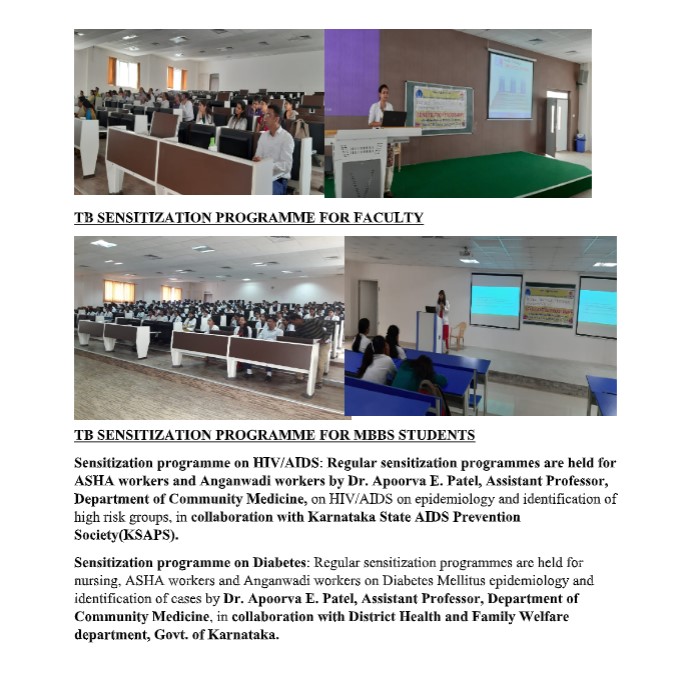 TB SENSITIZATION PROGRAMME FOR FACULTY
TB SENSITIZATION PROGRAMME FOR MBBS STUDENTS
Sensitization programme on HIV/AIDS: Regular sensitization programmes are held for
ASHA workers and Anganwadi workers by Dr. Apoorva E. Patel, Assistant Professor,
Department of Community Medicine, on HIV/AIDS on epidemiology and identification of
high risk groups, in collaboration with Karnataka State AIDS Prevention
Society(KSAPS).
Sensitization programme on Diabetes: Regular sensitization programmes are held for
nursing, ASHA workers and Anganwadi workers on Diabetes Mellitus epidemiology and
identification of cases by Dr. Apoorva E. Patel, Assistant Professor, Department of
Community Medicine, in collaboration with District Health and Family Welfare
department, Govt. of Karnataka.